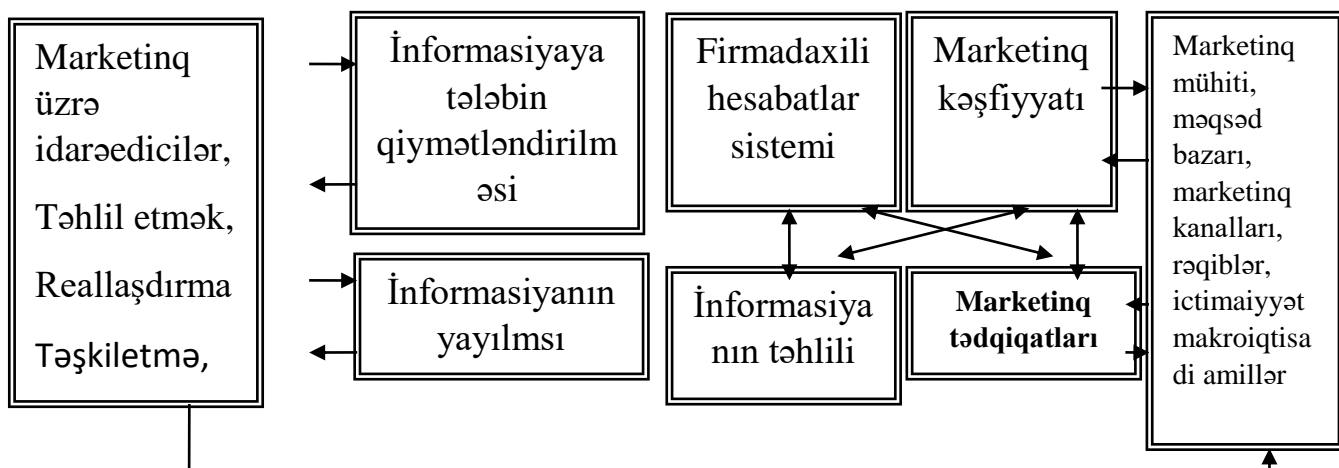 Marketinq
üzrə
idarəedicilər,
Təhlil etmək,
Reallaşdırma
Təşkiletmə,
İnformasiyaya
tələbin
qiymətləndirilm
əsi
İnformasiyanın
yayılmsı
Firmadaxili
hesabatlar
sistemi
Marketinq
kəşfiyyatı
İnformasiya
nın təhlili
Marketinq
tədqiqatları
Marketinq
mühiti,
məqsəd
bazarı,
marketinq
kanalları,
rəqiblər,
ictimaiyyət
makroiqtisa
di amillər